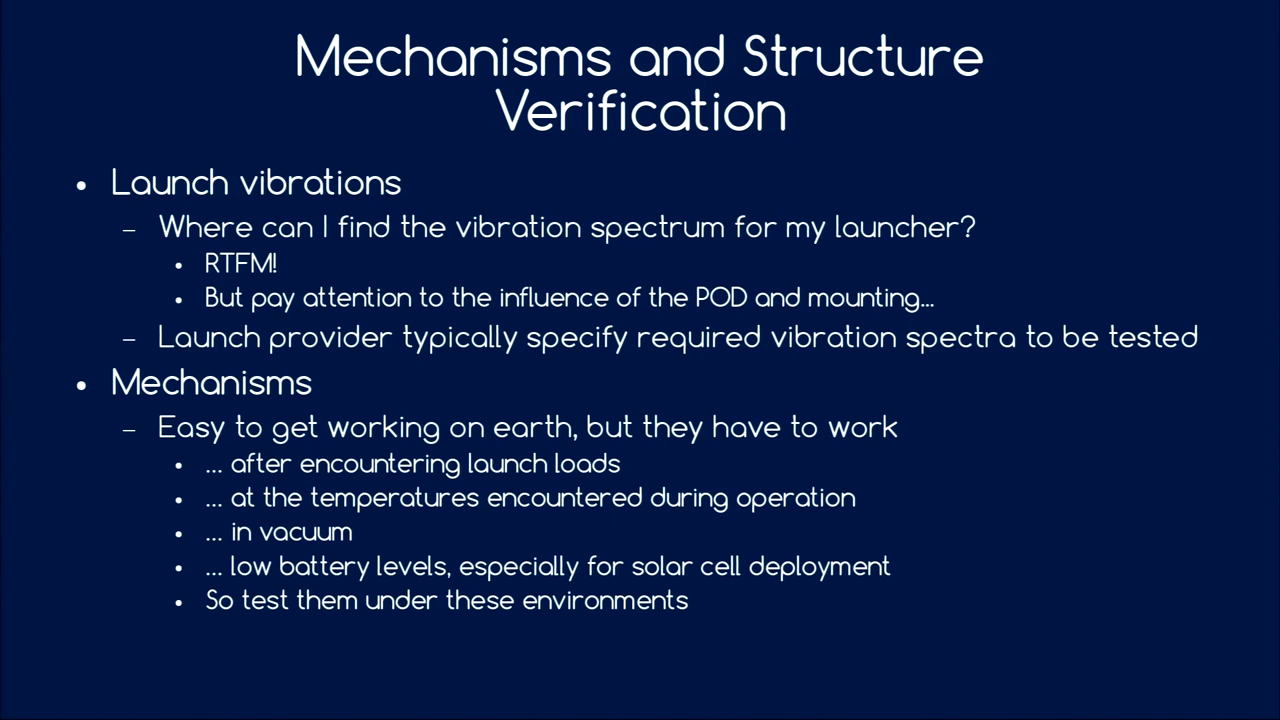 Mechanisms and Structure
Verification
• Launch vibrations
– Where can I find the vibration spectrum for my launcher?
• RTFM!
• But pay attention to the influence of the POD and mounting...
– Launch provider typically specify required vibration spectra to be tested
• Mechanisms
– Easy to get working on earth, but they have to work
• ... after encountering launch loads
• ... at the temperatures encountered during operation
• ... in vacuum
• ... low battery levels, especially for solar cell deployment
• So test them under these environments